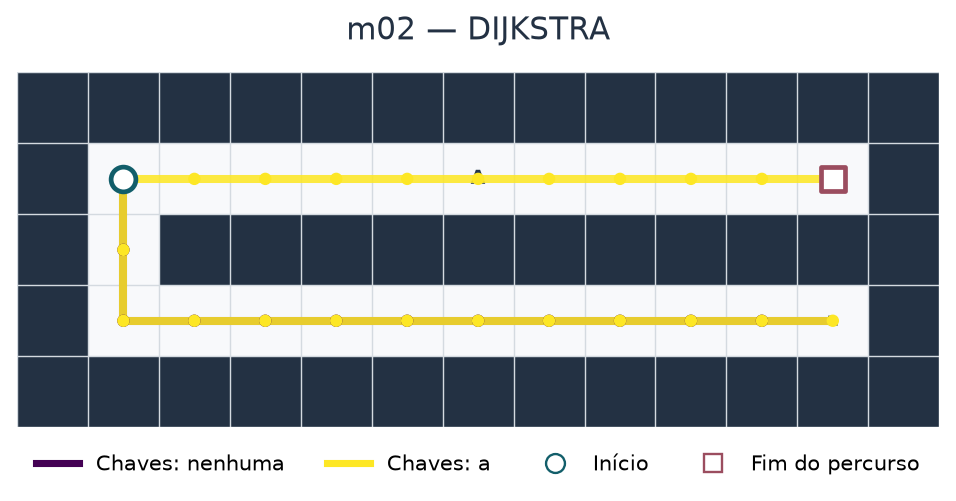 m02 — DIJKSTRA
A
Chaves: nenhuma
Chaves: a
Início
Fim do percurso